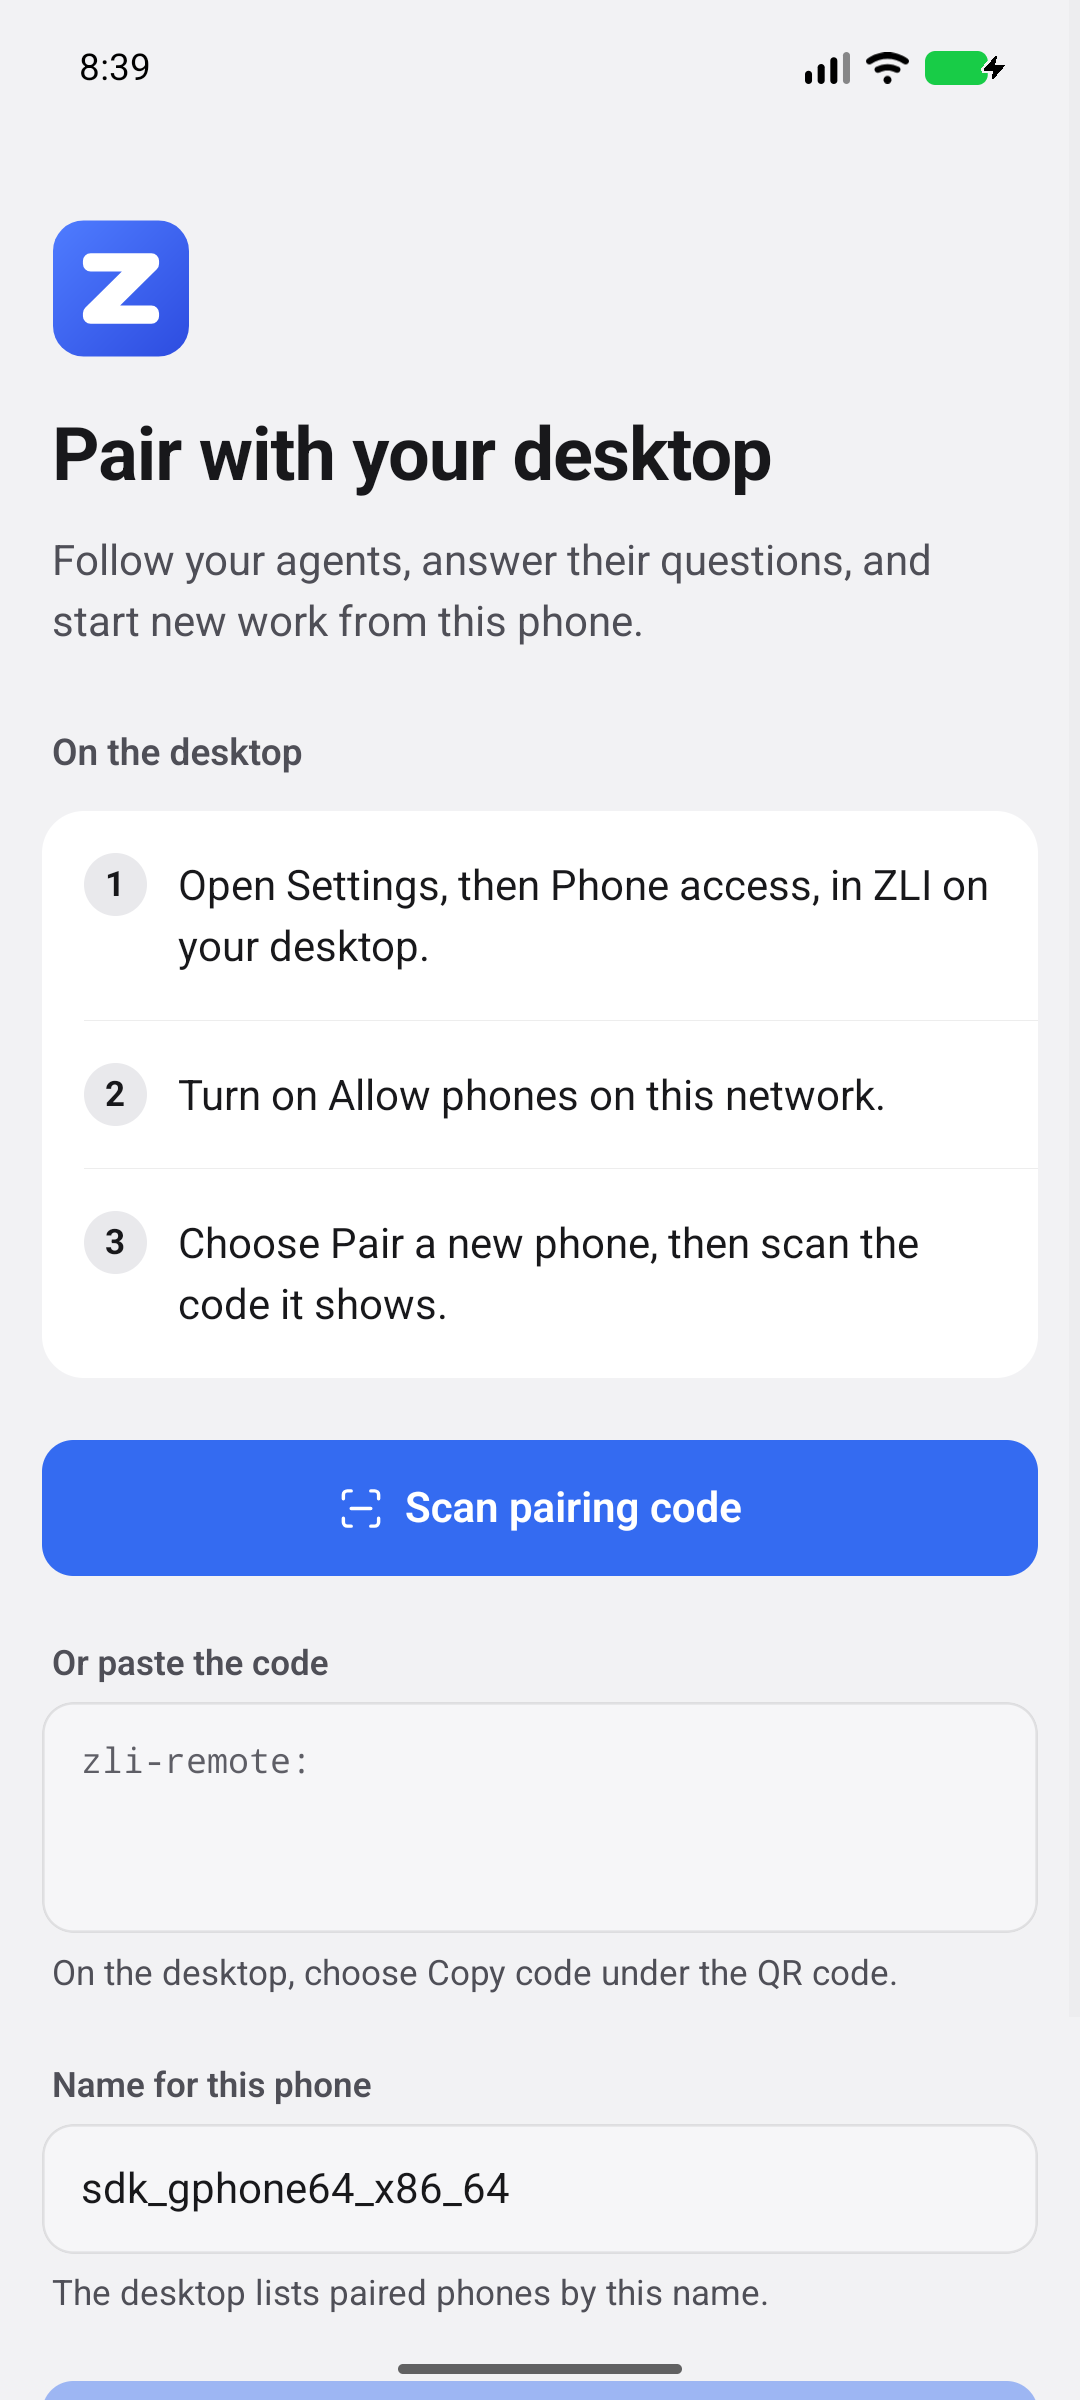 8:39
Z
Pair with your desktop
Follow your agents, answer their questions, and
start new work from this phone.
On the desktop
1 Open Settings, then Phone access, in ZLI on
your desktop.
2 Turn on Allow phones on this network.
3 Choose Pair a new phone, then scan the
code it shows.
Scan pairing code
Or paste the code
zli-remote:
On the desktop, choose Copy code under the QR code.
Name for this phone
sdk_gphone64_x86_64
The desktop lists paired phones by this name.